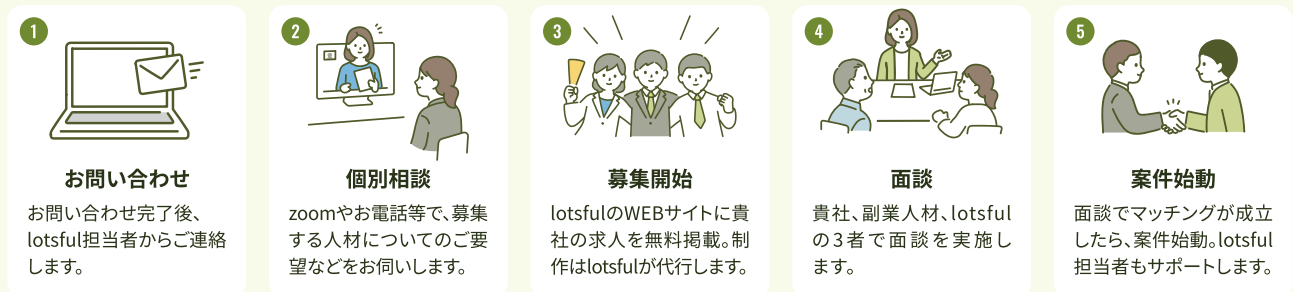 1
お問い合わせ
お問い合わせ完了後、
lotsful担当者からご連絡
します。
2
個別相談
zoomやお電話等で、募集
する人材についてのご要
望などをお伺いします。
3
募集開始
lotsfulのWEBサイトに貴
社の求人を無料掲載。制
作はlotsfulが代行します。
4
面談
貴社、副業人材、lotsful
の3者で面談を実施し
ます。
5
案件始動
面談でマッチングが成立
したら、案件始動。lotsful
担当者もサポートします。